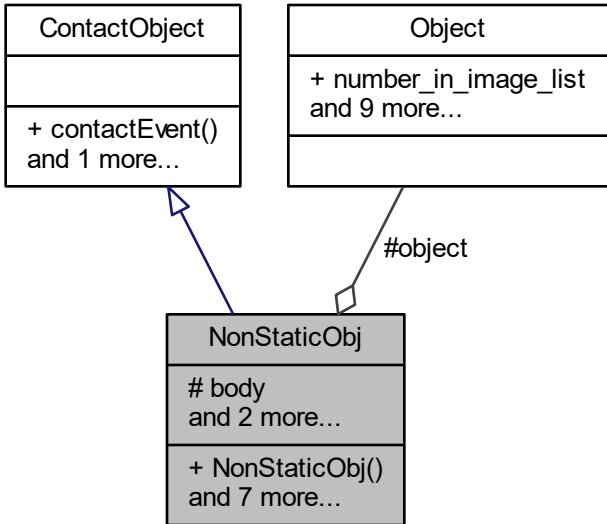 ContactObject
+ contactEvent()
and 1 more...
Object
+ number_in_image_list
and 9 more...
#object
NonStaticObj
# body
and 2 more...
+ NonStaticObj()
and 7 more...